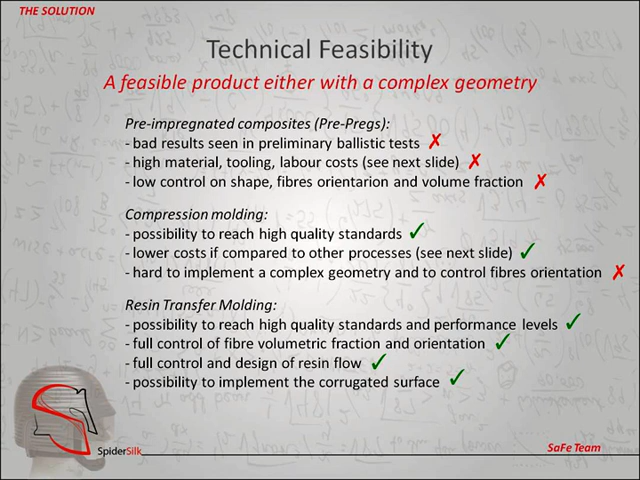 THE SOLUTION
Technical Feasibility
A feasible product either with a complex geometry
Pre-impregnated composites (Pre-Pregs):
- bad results seen in preliminary ballistic tests ✗
- high material, tooling, labour costs (see next slide) ✗
- low control on shape, fibres orientarion and volume fraction ✗
Compression molding:
- possibility to reach high quality standards ✓
- lower costs if compared to other processes (see next slide) ✓
- hard to implement a complex geometry and to control fibres orientation ✗
Resin Transfer Molding:
- possibility to reach high quality standards and performance levels ✓
- full control of fibre volumetric fraction and orientation ✓
- full control and design of resin flow ✓
- possibility to implement the corrugated surface ✓
SpiderSilk
SaFe Team